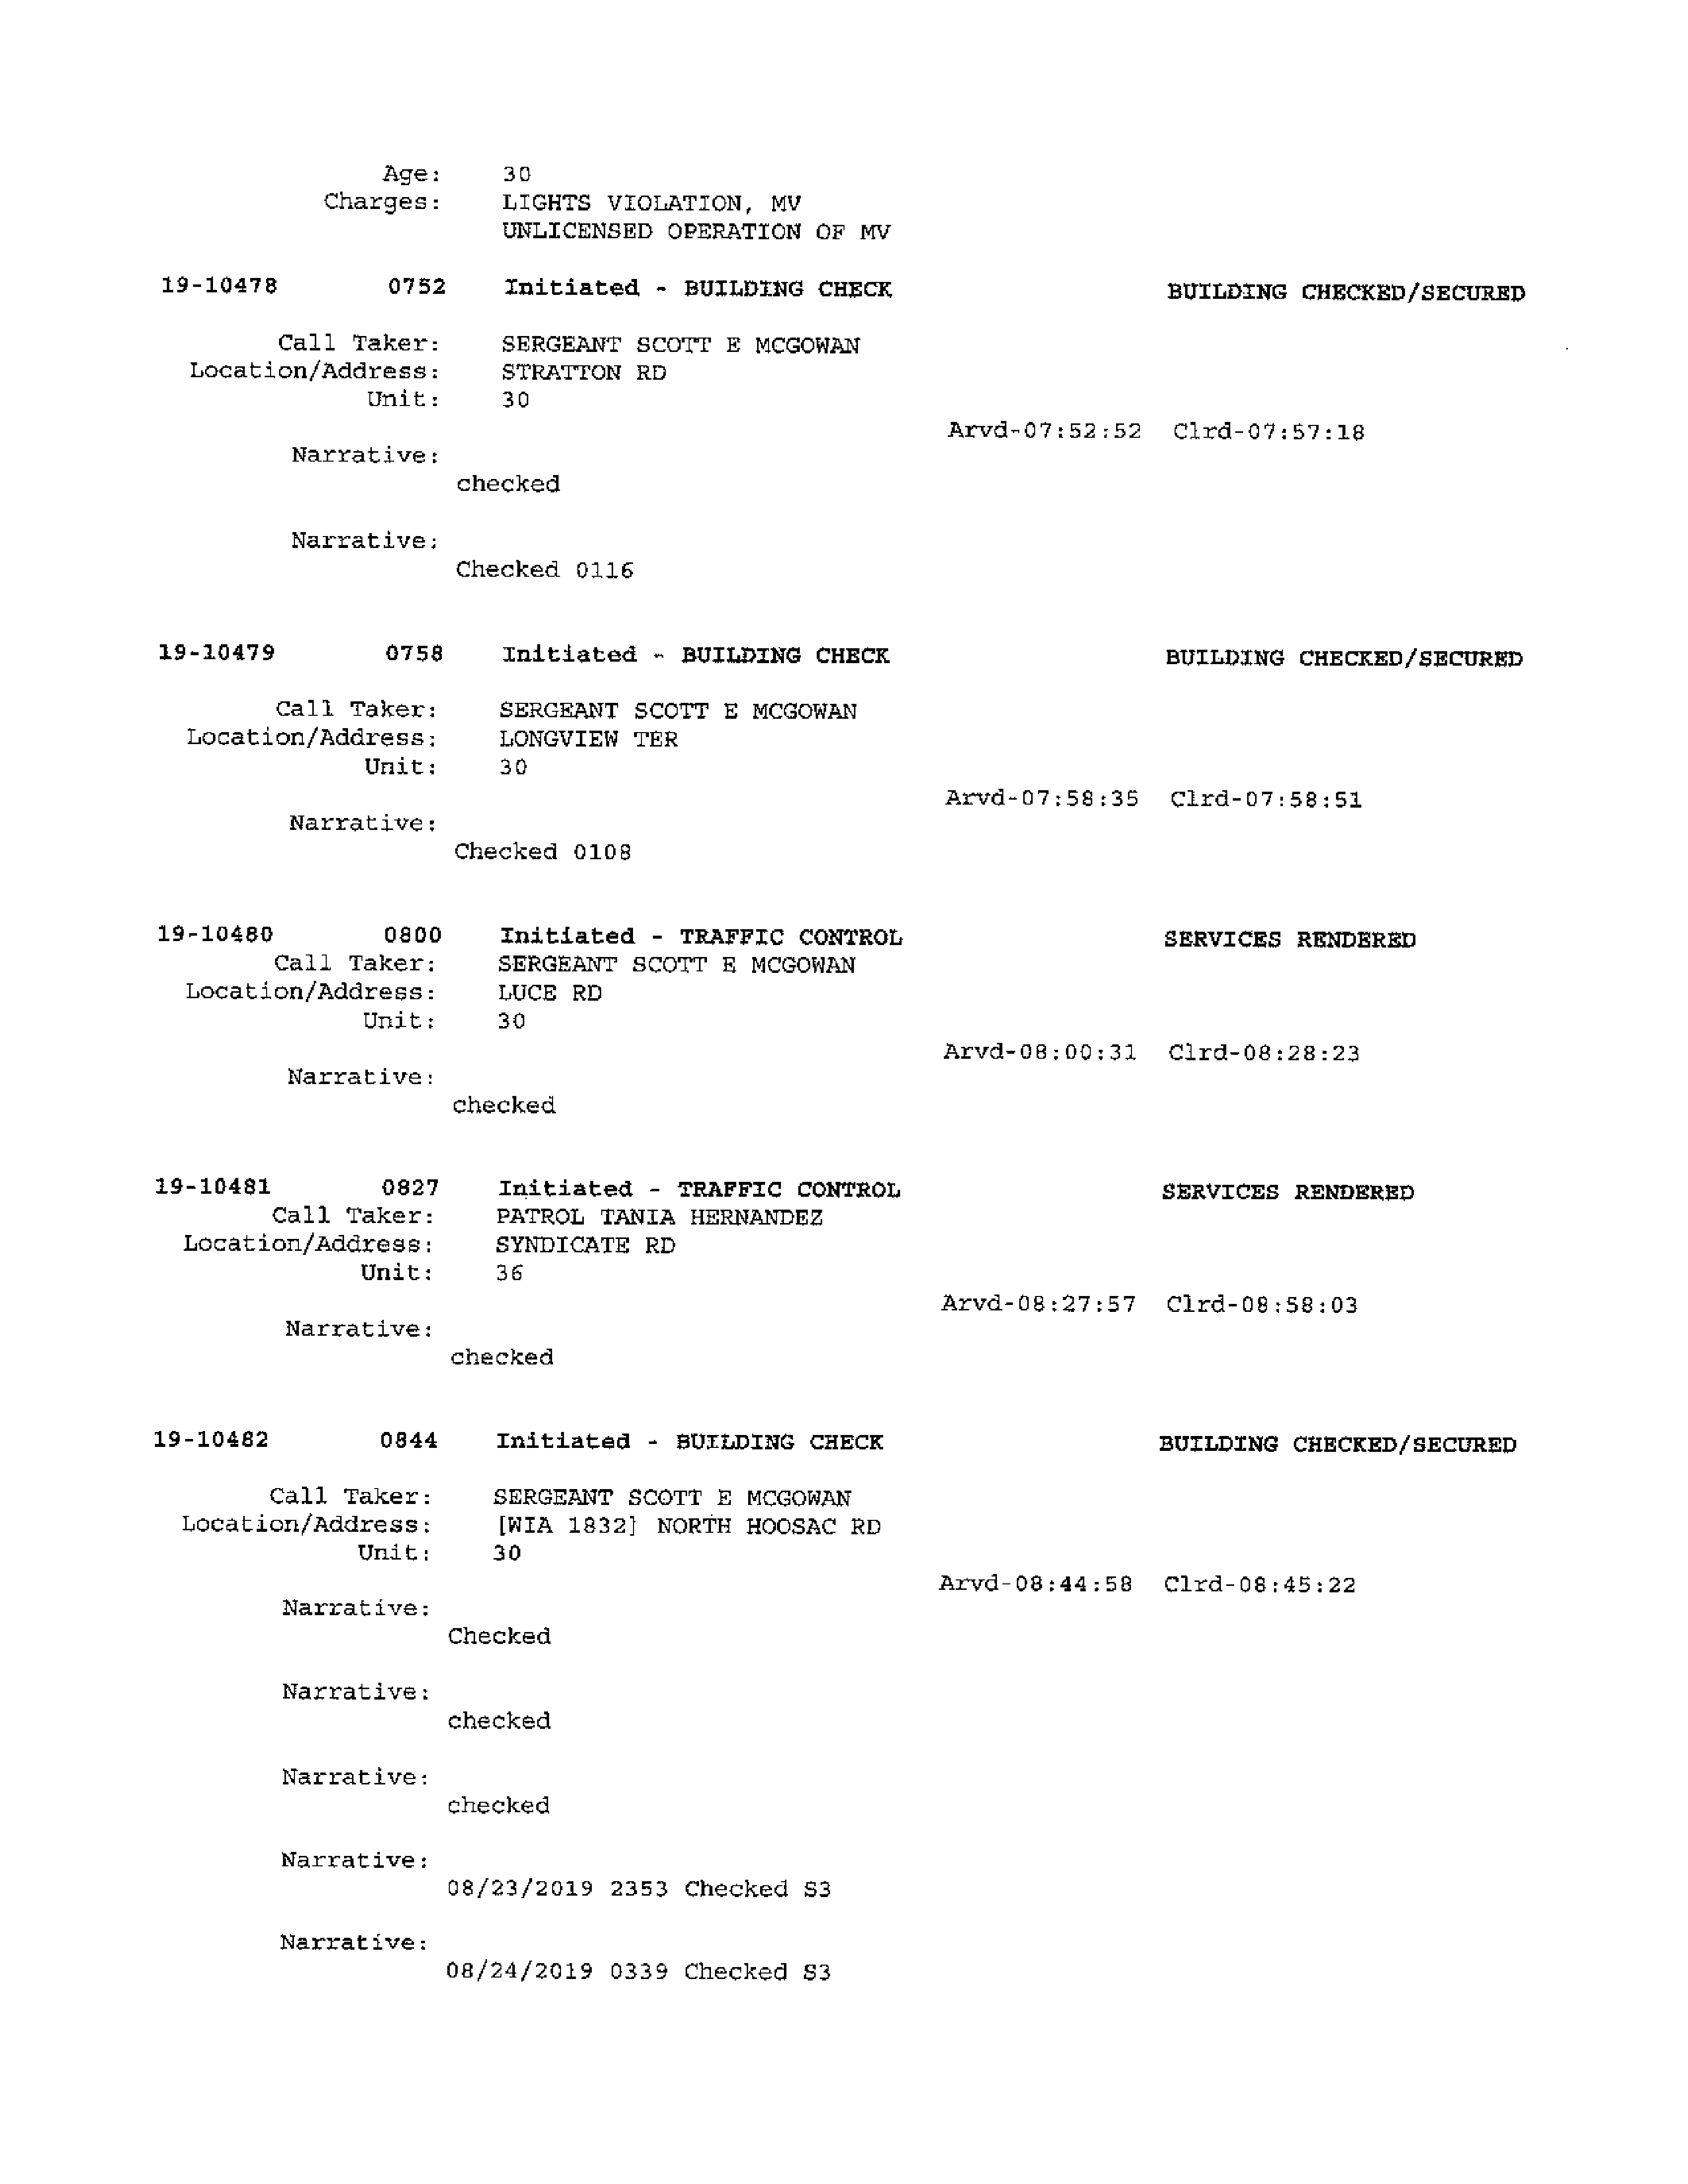 Age: 30
Charges: LIGHTS VIOLATION, MV
UNLICENSED OPERATION OF MV
19-10478 0752 Initiated - BUILDING CHECK BUILDING CHECKED/SECURED
Call Taker: SERGEANT SCOTT E MCGOWAN
Location/Address: STRATTON RD
Unit: 30
Arvd-07:52:52 Clrd-07:57:18
Narrative:
checked
Narrative:
Checked 0116
19-10479 0758 Initiated - BUILDING CHECK BUILDING CHECKED/SECURED
Call Taker: SERGEANT SCOTT E MCGOWAN
Location/Address: LONGVIEW TER
Unit: 30
Arvd-07:58:35 Clrd-07:58:51
Narrative:
Checked 0108
19-10480 0800 Initiated - TRAFFIC CONTROL SERVICES RENDERED
Call Taker: SERGEANT SCOTT E MCGOWAN
Location/Address: LUCE RD
Unit: 30
Arvd-08:00:31 Clrd-08:28:23
Narrative:
checked
19-10481 0827 Initiated - TRAFFIC CONTROL SERVICES RENDERED
Call Taker: PATROL TANIA HERNANDEZ
Location/Address: SYNDICATE RD
Unit: 36
Arvd-08:27:57 Clrd-08:58:03
Narrative:
checked
19-10482 0844 Initiated - BUILDING CHECK BUILDING CHECKED/SECURED
Call Taker: SERGEANT SCOTT E MCGOWAN
Location/Address: [WIA 1832] NORTH HOOSAC RD
Unit: 30
Arvd-08:44:58 Clrd-08:45:22
Narrative:
Checked
Narrative:
checked
Narrative:
checked
Narrative:
08/23/2019 2353 Checked S3
Narrative:
08/24/2019 0339 Checked S3